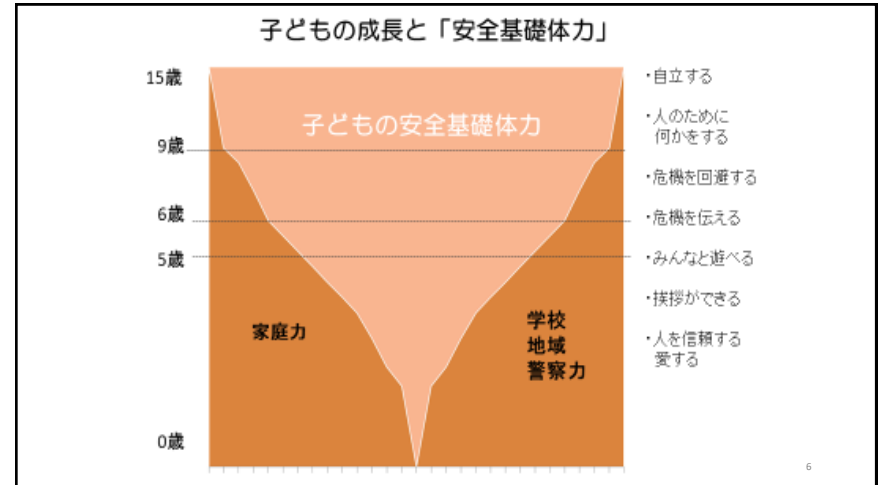 子どもの成長と「安全基礎体力」
15歳
9歳
6歳
5歳
0歳
子どもの安全基礎体力
家庭力
学校
地域
警察力
・自立する
・人のために
何かをする
・危機を回避する
・危機を伝える
・みんなと遊べる
・挨拶ができる
・人を信頼する
愛する
6